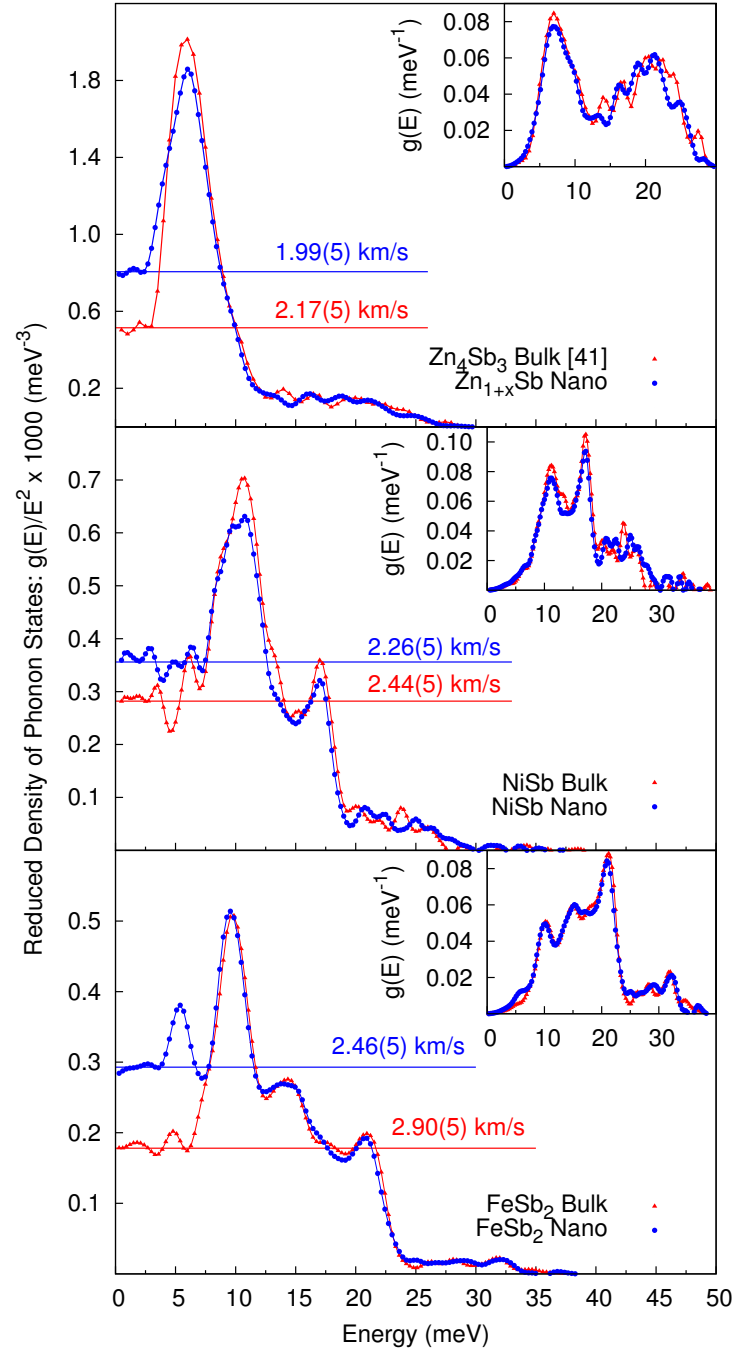 Reduced Density of Phonon States: g(E)/E² x 1000 (meV⁻³)
1.8
1.4
1.0
0.6
0.2
g(E) (meV⁻¹)
0.08
0.06
0.04
0.02
0 10 20
1.99(5) km/s
2.17(5) km/s
Zn₄Sb₃ Bulk [41]
Zn₁₊ₓSb Nano
0.7
0.6
0.5
0.4
0.3
0.2
0.1
g(E) (meV⁻¹)
0.10
0.08
0.06
0.04
0.02
0 10 20 30
2.26(5) km/s
2.44(5) km/s
NiSb Bulk
NiSb Nano
0.5
0.4
0.3
0.2
0.1
g(E) (meV⁻¹)
0.08
0.06
0.04
0.02
0 10 20 30
2.46(5) km/s
2.90(5) km/s
FeSb₂ Bulk
FeSb₂ Nano
0 5 10 15 20 25 30 35 40 45 50
Energy (meV)